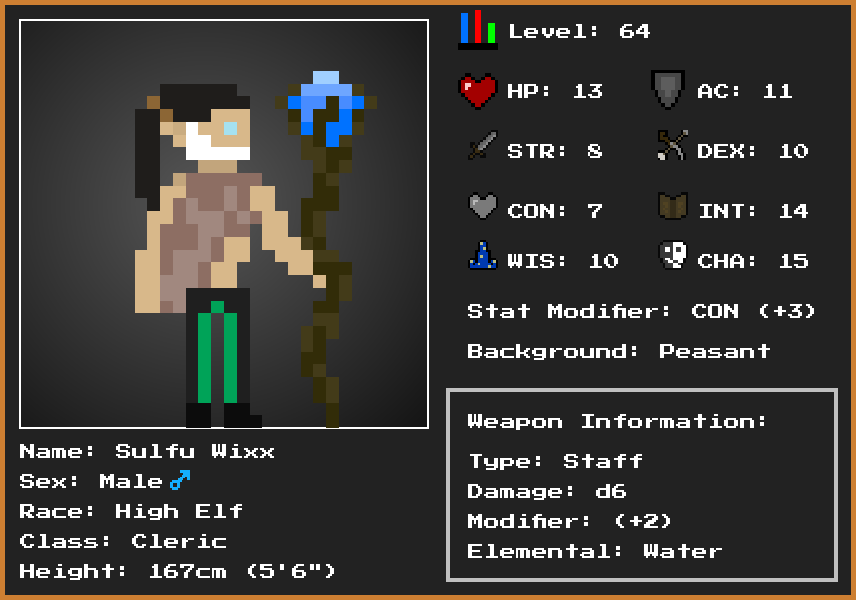 Level: 64
HP: 13
AC: 11
STR: 8
DEX: 10
CON: 7
INT: 14
WIS: 10
CHA: 15
Stat Modifier: CON (+3)
Background: Peasant
Weapon Information:
Type: Staff
Damage: d6
Modifier: (+2)
Elemental: Water
Name: Sulfu Wixx
Sex: Male♂
Race: High Elf
Class: Cleric
Height: 167cm (5'6")